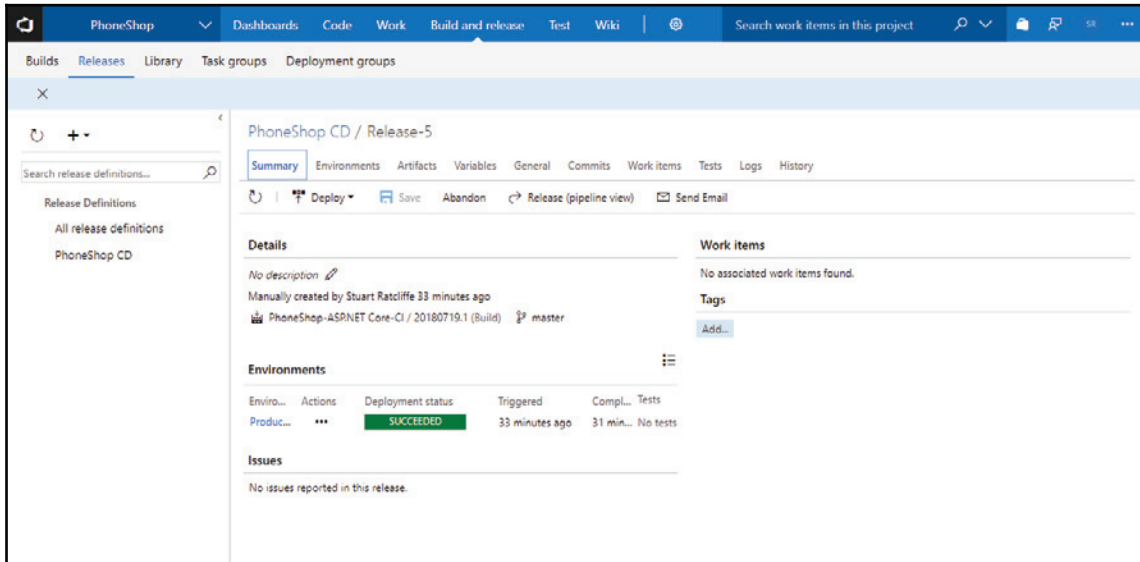 PhoneShop Dashboards Code Work Build and release Test Wiki Search work items in this project SR ...
Builds Releases Library Task groups Deployment groups
PhoneShop CD / Release-5
Search release definitions...
Summary Environments Artifacts Variables General Commits Work items Tests Logs History
Deploy Save Abandon Release (pipeline view) Send Email
Release Definitions
All release definitions
PhoneShop CD
Details
No description
Manually created by Stuart Ratcliffe 33 minutes ago
PhoneShop-ASP.NET Core-CI / 20180719.1 (Build) master
Environments
Enviro... Actions Deployment status Triggered Compl... Tests
Produc... ... SUCCEEDED 33 minutes ago 31 min... No tests
Issues
No issues reported in this release.
Work items
No associated work items found.
Tags
Add...